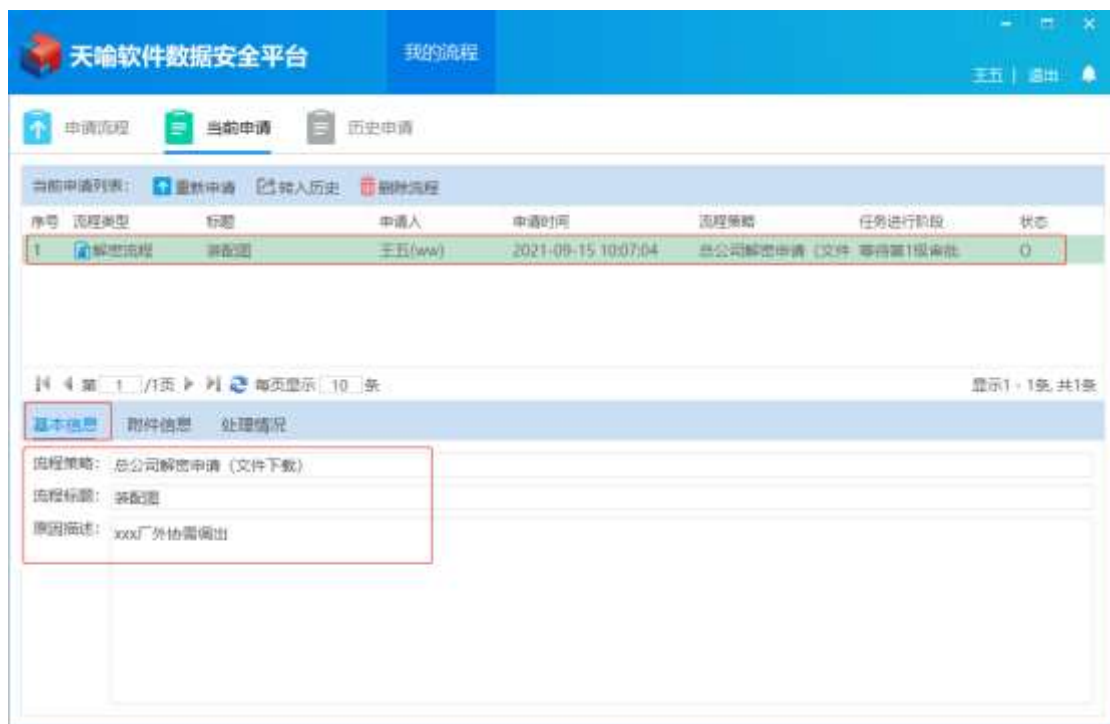 天喻软件数据安全平台 我的流程
王五 | 退出
申请流程 当前申请 历史申请
当前申请列表: 重新申请 转入历史 删除流程
序号 流程类型 标题 申请人 申请时间 流程策略 任务进行阶段 状态
1 解密流程 装配图 王五(ww) 2021-09-15 10:07:04 总公司解密申请（文件 等待第1级审批 O
第 1 /1页 每页显示 10 条 显示1 - 1条, 共1条
基本信息 附件信息 处理情况
流程策略: 总公司解密申请（文件下载）
流程标题: 装配图
原因描述: xxx厂外协需调出